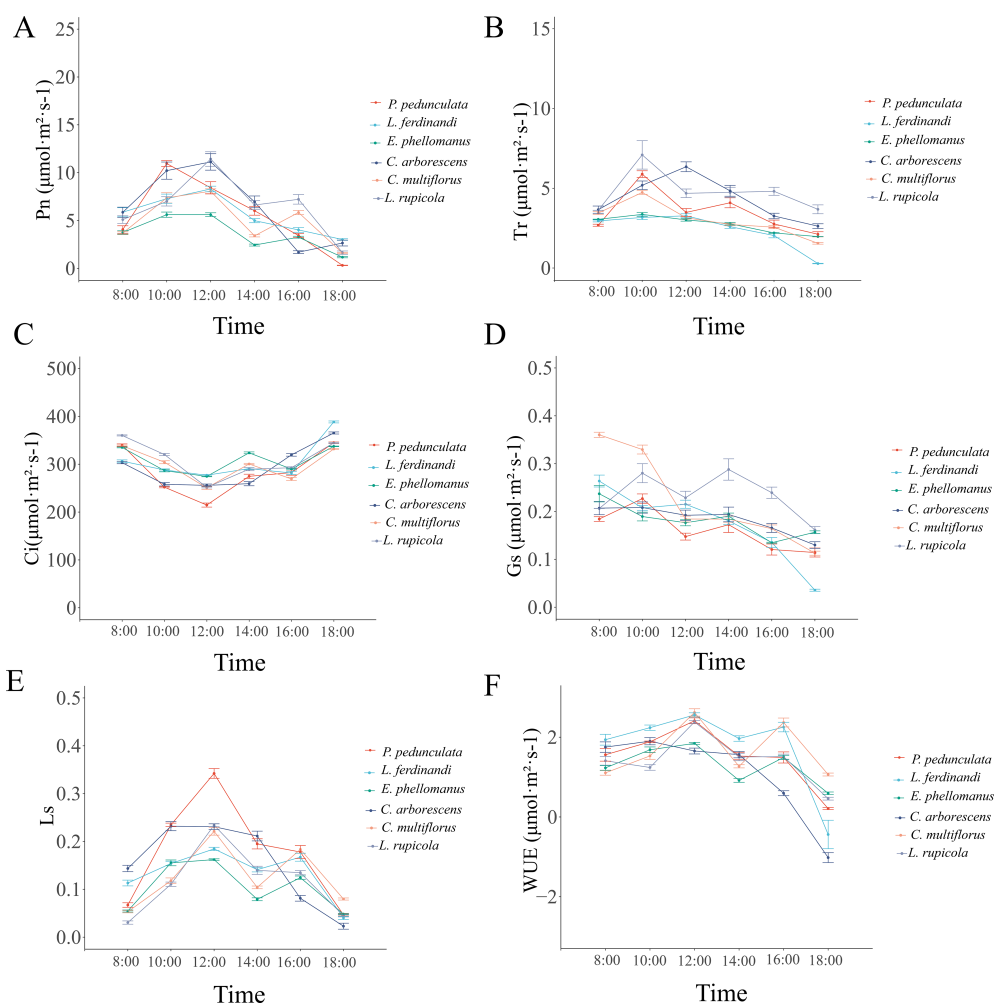 A
25
20
15
10
5
0
Pn (μmol·m²·s-1)
8:00 10:00 12:00 14:00 16:00 18:00
Time
P. pedunculata
L. ferdinandi
E. phellomanus
C. arborescens
C. multiflorus
L. rupicola
B
15
10
5
0
Tr (μmol·m²·s-1)
8:00 10:00 12:00 14:00 16:00 18:00
Time
P. pedunculata
L. ferdinandi
E. phellomanus
C. arborescens
C. multiflorus
L. rupicola
C
500
400
300
200
100
0
Ci(μmol·m²·s-1)
8:00 10:00 12:00 14:00 16:00 18:00
Time
P. pedunculata
L. ferdinandi
E. phellomanus
C. arborescens
C. multiflorus
L. rupicola
D
0.5
0.4
0.3
0.2
0.1
0.0
Gs (μmol·m²·s-1)
8:00 10:00 12:00 14:00 16:00 18:00
Time
P. pedunculata
L. ferdinandi
E. phellomanus
C. arborescens
C. multiflorus
L. rupicola
E
0.5
0.4
0.3
0.2
0.1
0.0
Ls
8:00 10:00 12:00 14:00 16:00 18:00
Time
P. pedunculata
L. ferdinandi
E. phellomanus
C. arborescens
C. multiflorus
L. rupicola
F
2
0
−2
WUE (μmol·m²·s-1)
8:00 10:00 12:00 14:00 16:00 18:00
Time
P. pedunculata
L. ferdinandi
E. phellomanus
C. arborescens
C. multiflorus
L. rupicola